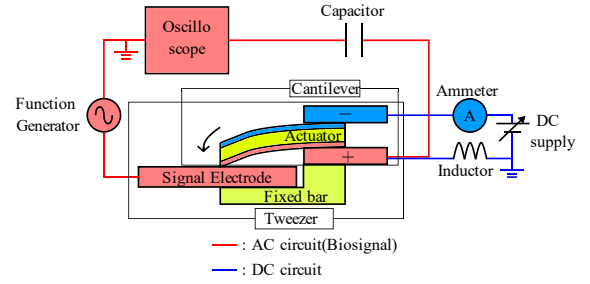 Oscillo
scope
Capacitor
Cantilever
Ammeter
Function
Generator
−
A
DC
supply
Actuator
+
Inductor
Signal Electrode
Fixed bar
Tweezer
: AC circuit(Biosignal)
: DC circuit